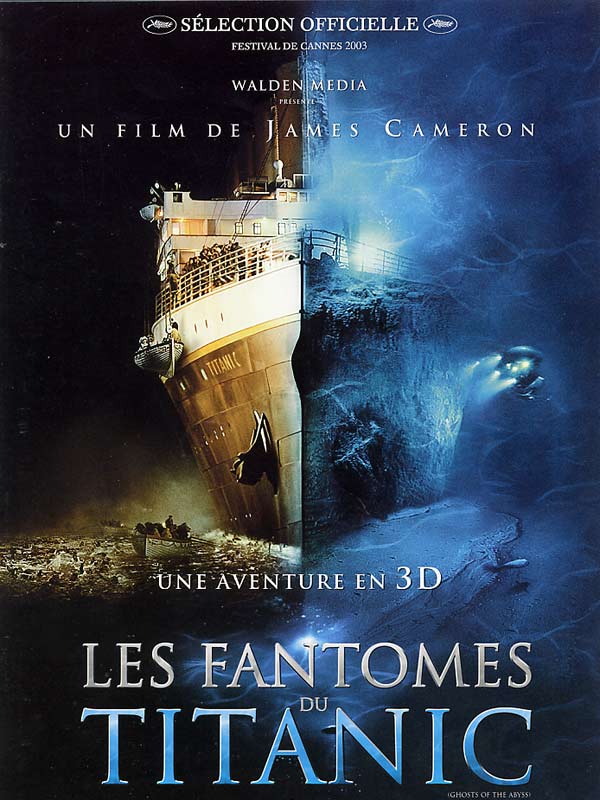 SÉLECTION OFFICIELLE
FESTIVAL DE CANNES 2003
WALDEN MEDIA
PRÉSENTE
UN FILM DE JAMES CAMERON
TITANIC
UNE AVENTURE EN 3D
LES FANTOMES
DU
TITANIC
(GHOSTS OF THE ABYSS)